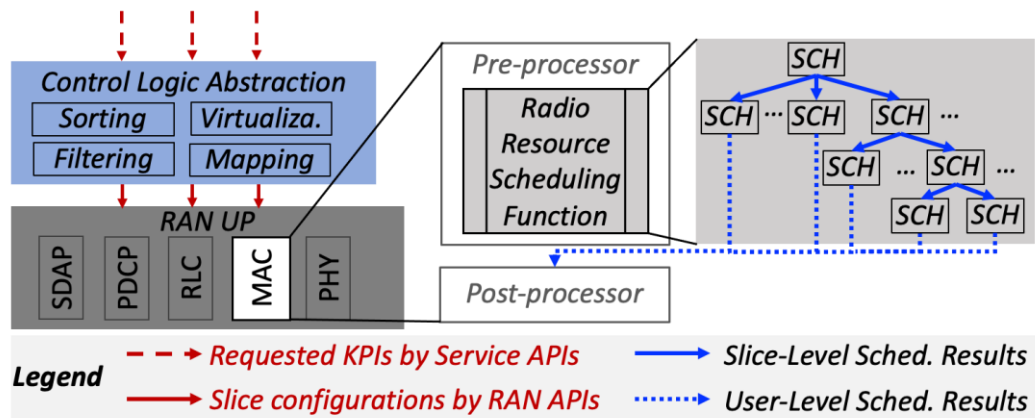 Control Logic Abstraction
Sorting
Virtualiza.
Filtering
Mapping
RAN UP
SDAP
PDCP
RLC
MAC
PHY
Pre-processor
Radio
Resource
Scheduling
Function
Post-processor
SCH
SCH ... SCH SCH ...
SCH ... SCH ...
SCH SCH
Legend
Requested KPIs by Service APIs
Slice configurations by RAN APIs
Slice-Level Sched. Results
User-Level Sched. Results